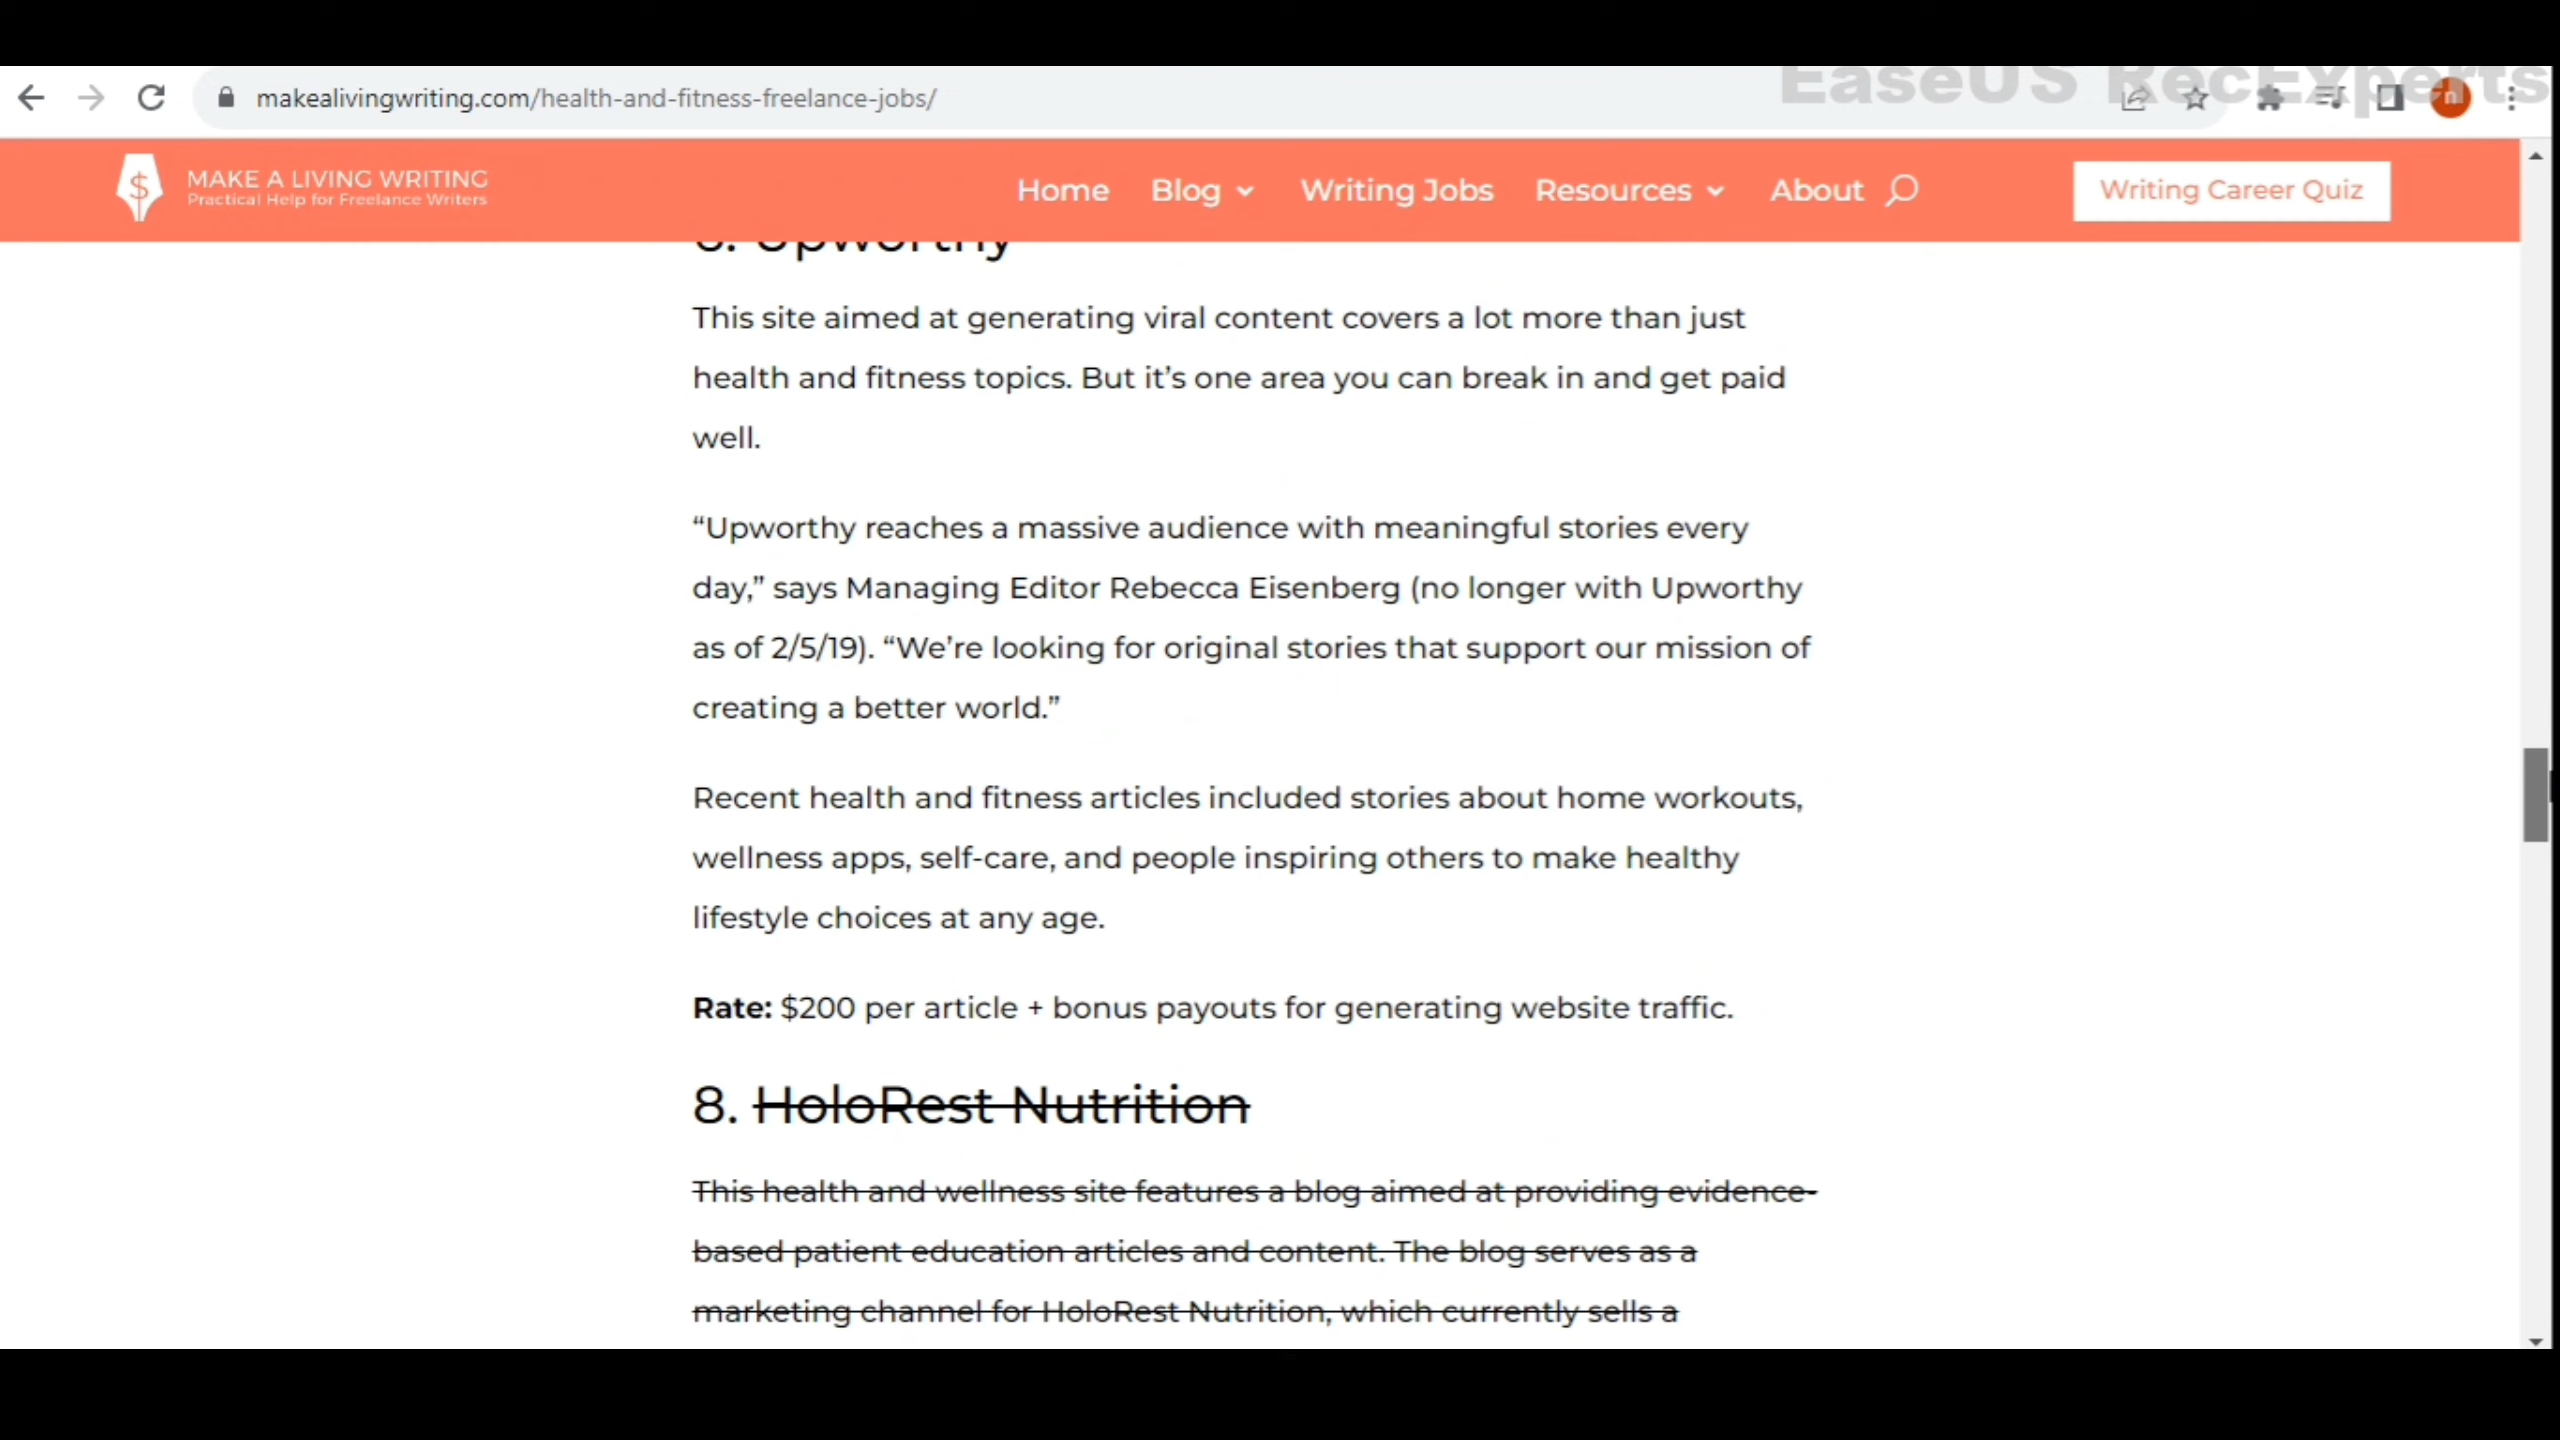 EaseUS RecExperts
makealivingwriting.com/health-and-fitness-freelance-jobs/
n
$
MAKE A LIVING WRITING
Practical Help for Freelance Writers
Home Blog Writing Jobs Resources About Writing Career Quiz
Upworthy
This site aimed at generating viral content covers a lot more than just
health and fitness topics. But it’s one area you can break in and get paid
well.
“Upworthy reaches a massive audience with meaningful stories every
day,” says Managing Editor Rebecca Eisenberg (no longer with Upworthy
as of 2/5/19). “We’re looking for original stories that support our mission of
creating a better world.”
Recent health and fitness articles included stories about home workouts,
wellness apps, self-care, and people inspiring others to make healthy
lifestyle choices at any age.
Rate: $200 per article + bonus payouts for generating website traffic.
8. HoloRest Nutrition
This health and wellness site features a blog aimed at providing evidence-
based patient education articles and content. The blog serves as a
marketing channel for HoloRest Nutrition, which currently sells a